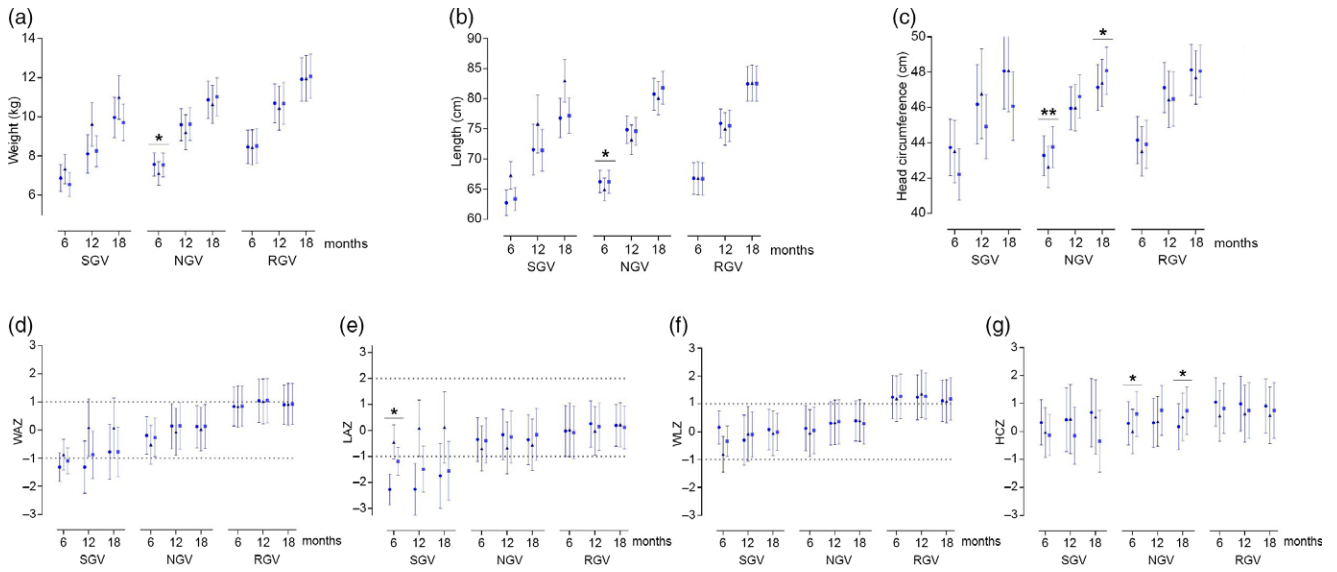 (a)
Weight (kg)
14
12
10
8
6
*
6 12 18 6 12 18 6 12 18 months
SGV NGV RGV
(b)
Length (cm)
90
85
80
75
70
65
60
*
6 12 18 6 12 18 6 12 18 months
SGV NGV RGV
(c)
Head circumference (cm)
50
48
46
44
42
40
**
*
6 12 18 6 12 18 6 12 18 months
SGV NGV RGV
(d)
WAZ
3
2
1
0
–1
–2
–3
6 12 18 6 12 18 6 12 18 months
SGV NGV RGV
(e)
LAZ
3
2
1
0
–1
–2
–3
*
6 12 18 6 12 18 6 12 18 months
SGV NGV RGV
(f)
WLZ
3
2
1
0
–1
–2
–3
6 12 18 6 12 18 6 12 18 months
SGV NGV RGV
(g)
HCZ
3
2
1
0
–1
–2
–3
*
*
6 12 18 6 12 18 6 12 18 months
SGV NGV RGV